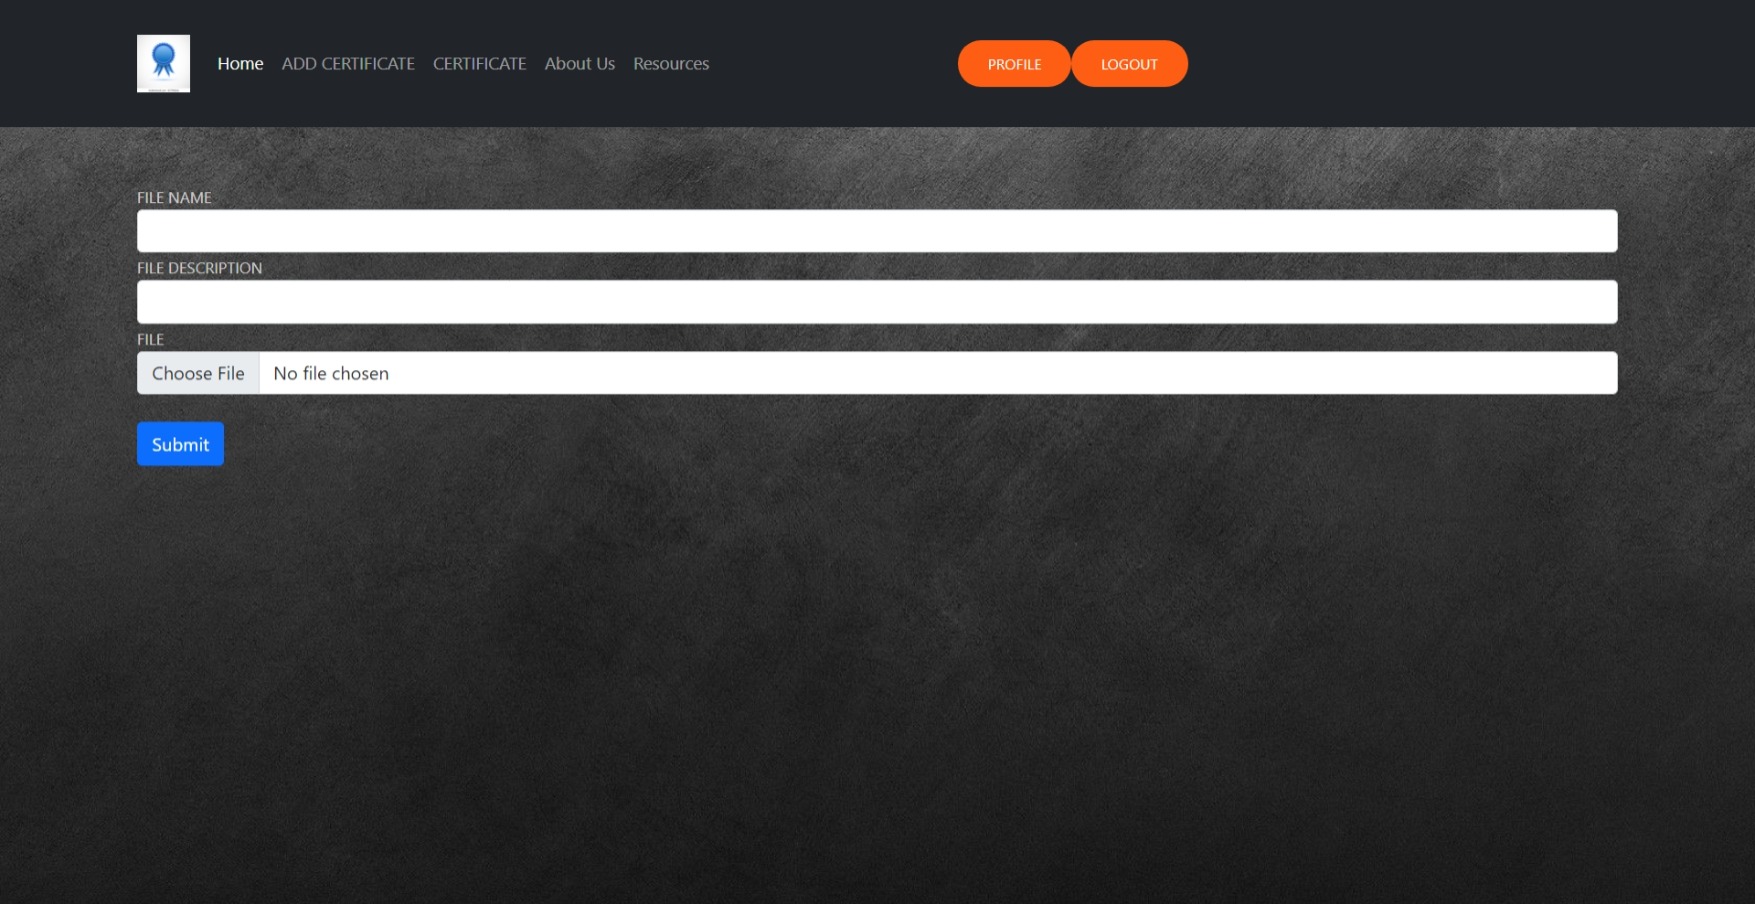 Home ADD CERTIFICATE CERTIFICATE About Us Resources PROFILE LOGOUT
FILE NAME
FILE DESCRIPTION
FILE
Choose File No file chosen
Submit